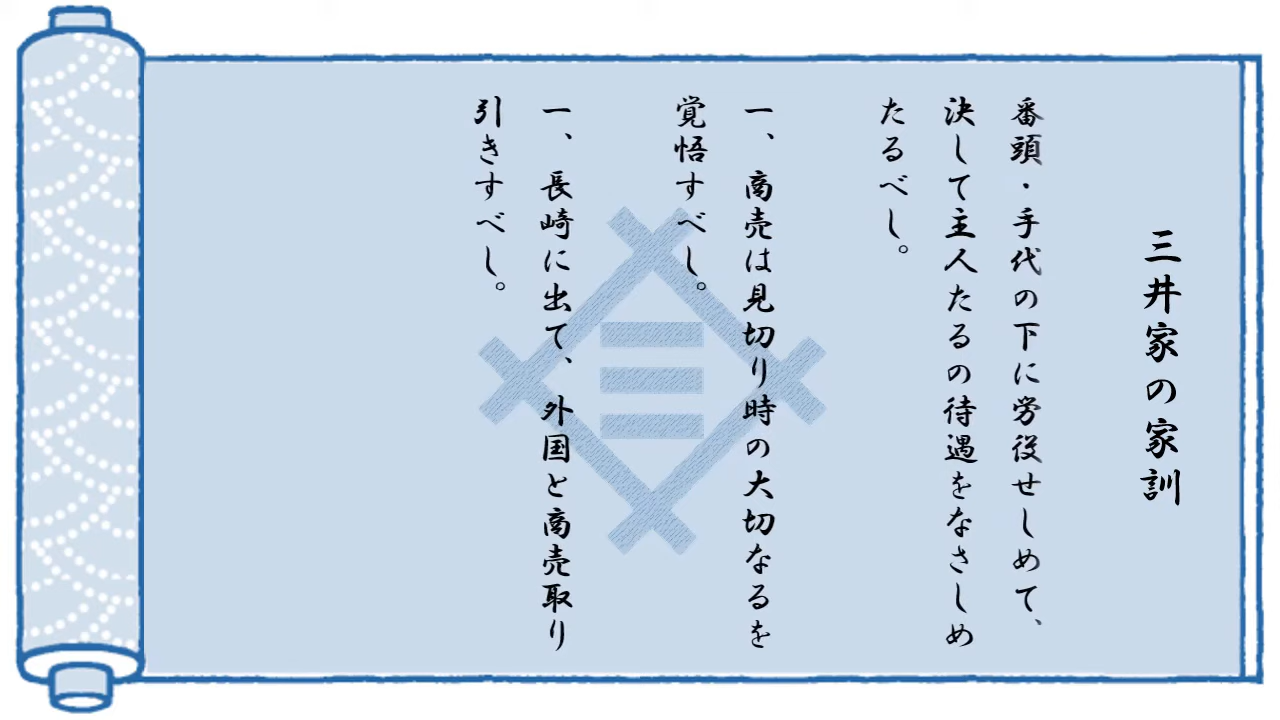 三井家の家訓
番頭・手代の下に労役せしめて、
決して主人たるの待遇をなさしめ
たるべし。
一、商売は見切り時の大切なるを
覚悟すべし。
一、長崎に出て、外国と商売取り
引きすべし。